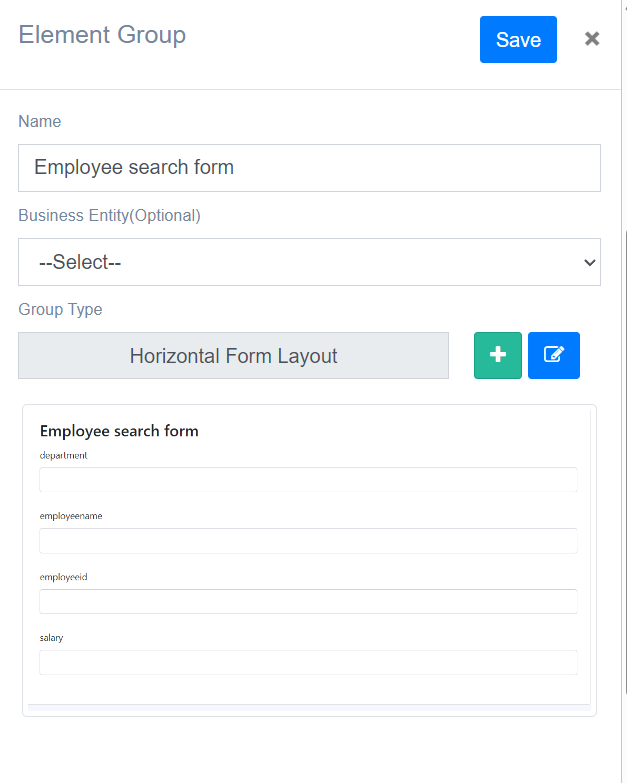 Element Group
Save
Name
Employee search form
Business Entity(Optional)
--Select--
Group Type
Horizontal Form Layout
Employee search form
department
employeename
employeeid
salary